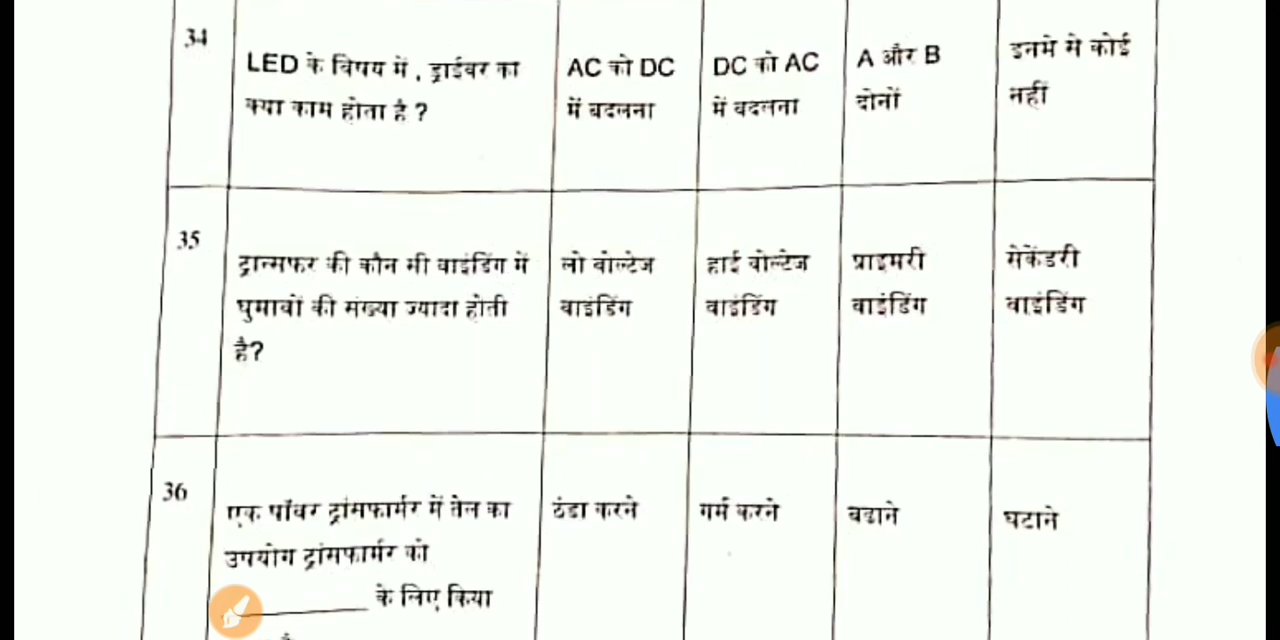 34
LED के विषय में , ड्राईवर का
क्या काम होता है ?
AC को DC
में बदलना
DC को AC
में बदलना
A और B
दोनों
इनमे से कोई
नहीं
35
ट्रान्सफर की कौन सी वाइंडिंग में
घुमावों की संख्या ज्यादा होती
है?
लो वोल्टेज
वाइंडिंग
हाई वोल्टेज
वाइंडिंग
प्राइमरी
वाइंडिंग
सेकेंडरी
वाइंडिंग
36
एक पॉवर ट्रांसफार्मर में तेल का
उपयोग ट्रांसफार्मर को
__________ के लिए किया
ठंडा करने
गर्म करने
बढाने
घटाने